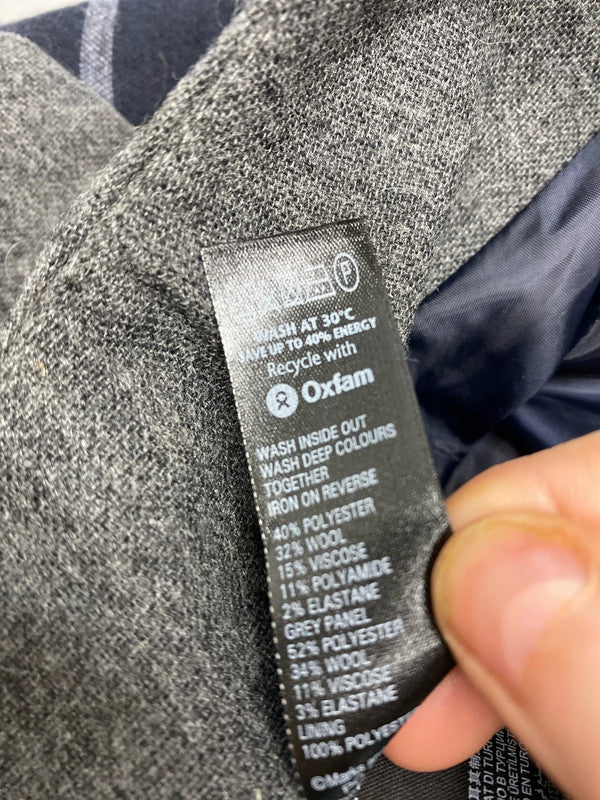 P
WASH AT 30°C
SAVE UP TO 40% ENERGY
Recycle with
Oxfam
WASH INSIDE OUT
WASH DEEP COLOURS
TOGETHER
IRON ON REVERSE
40% POLYESTER
32% WOOL
15% VISCOSE
11% POLYAMIDE
2% ELASTANE
GREY PANEL
52% POLYESTER
34% WOOL
11% VISCOSE
3% ELASTANE
LINING
100% POLYESTER